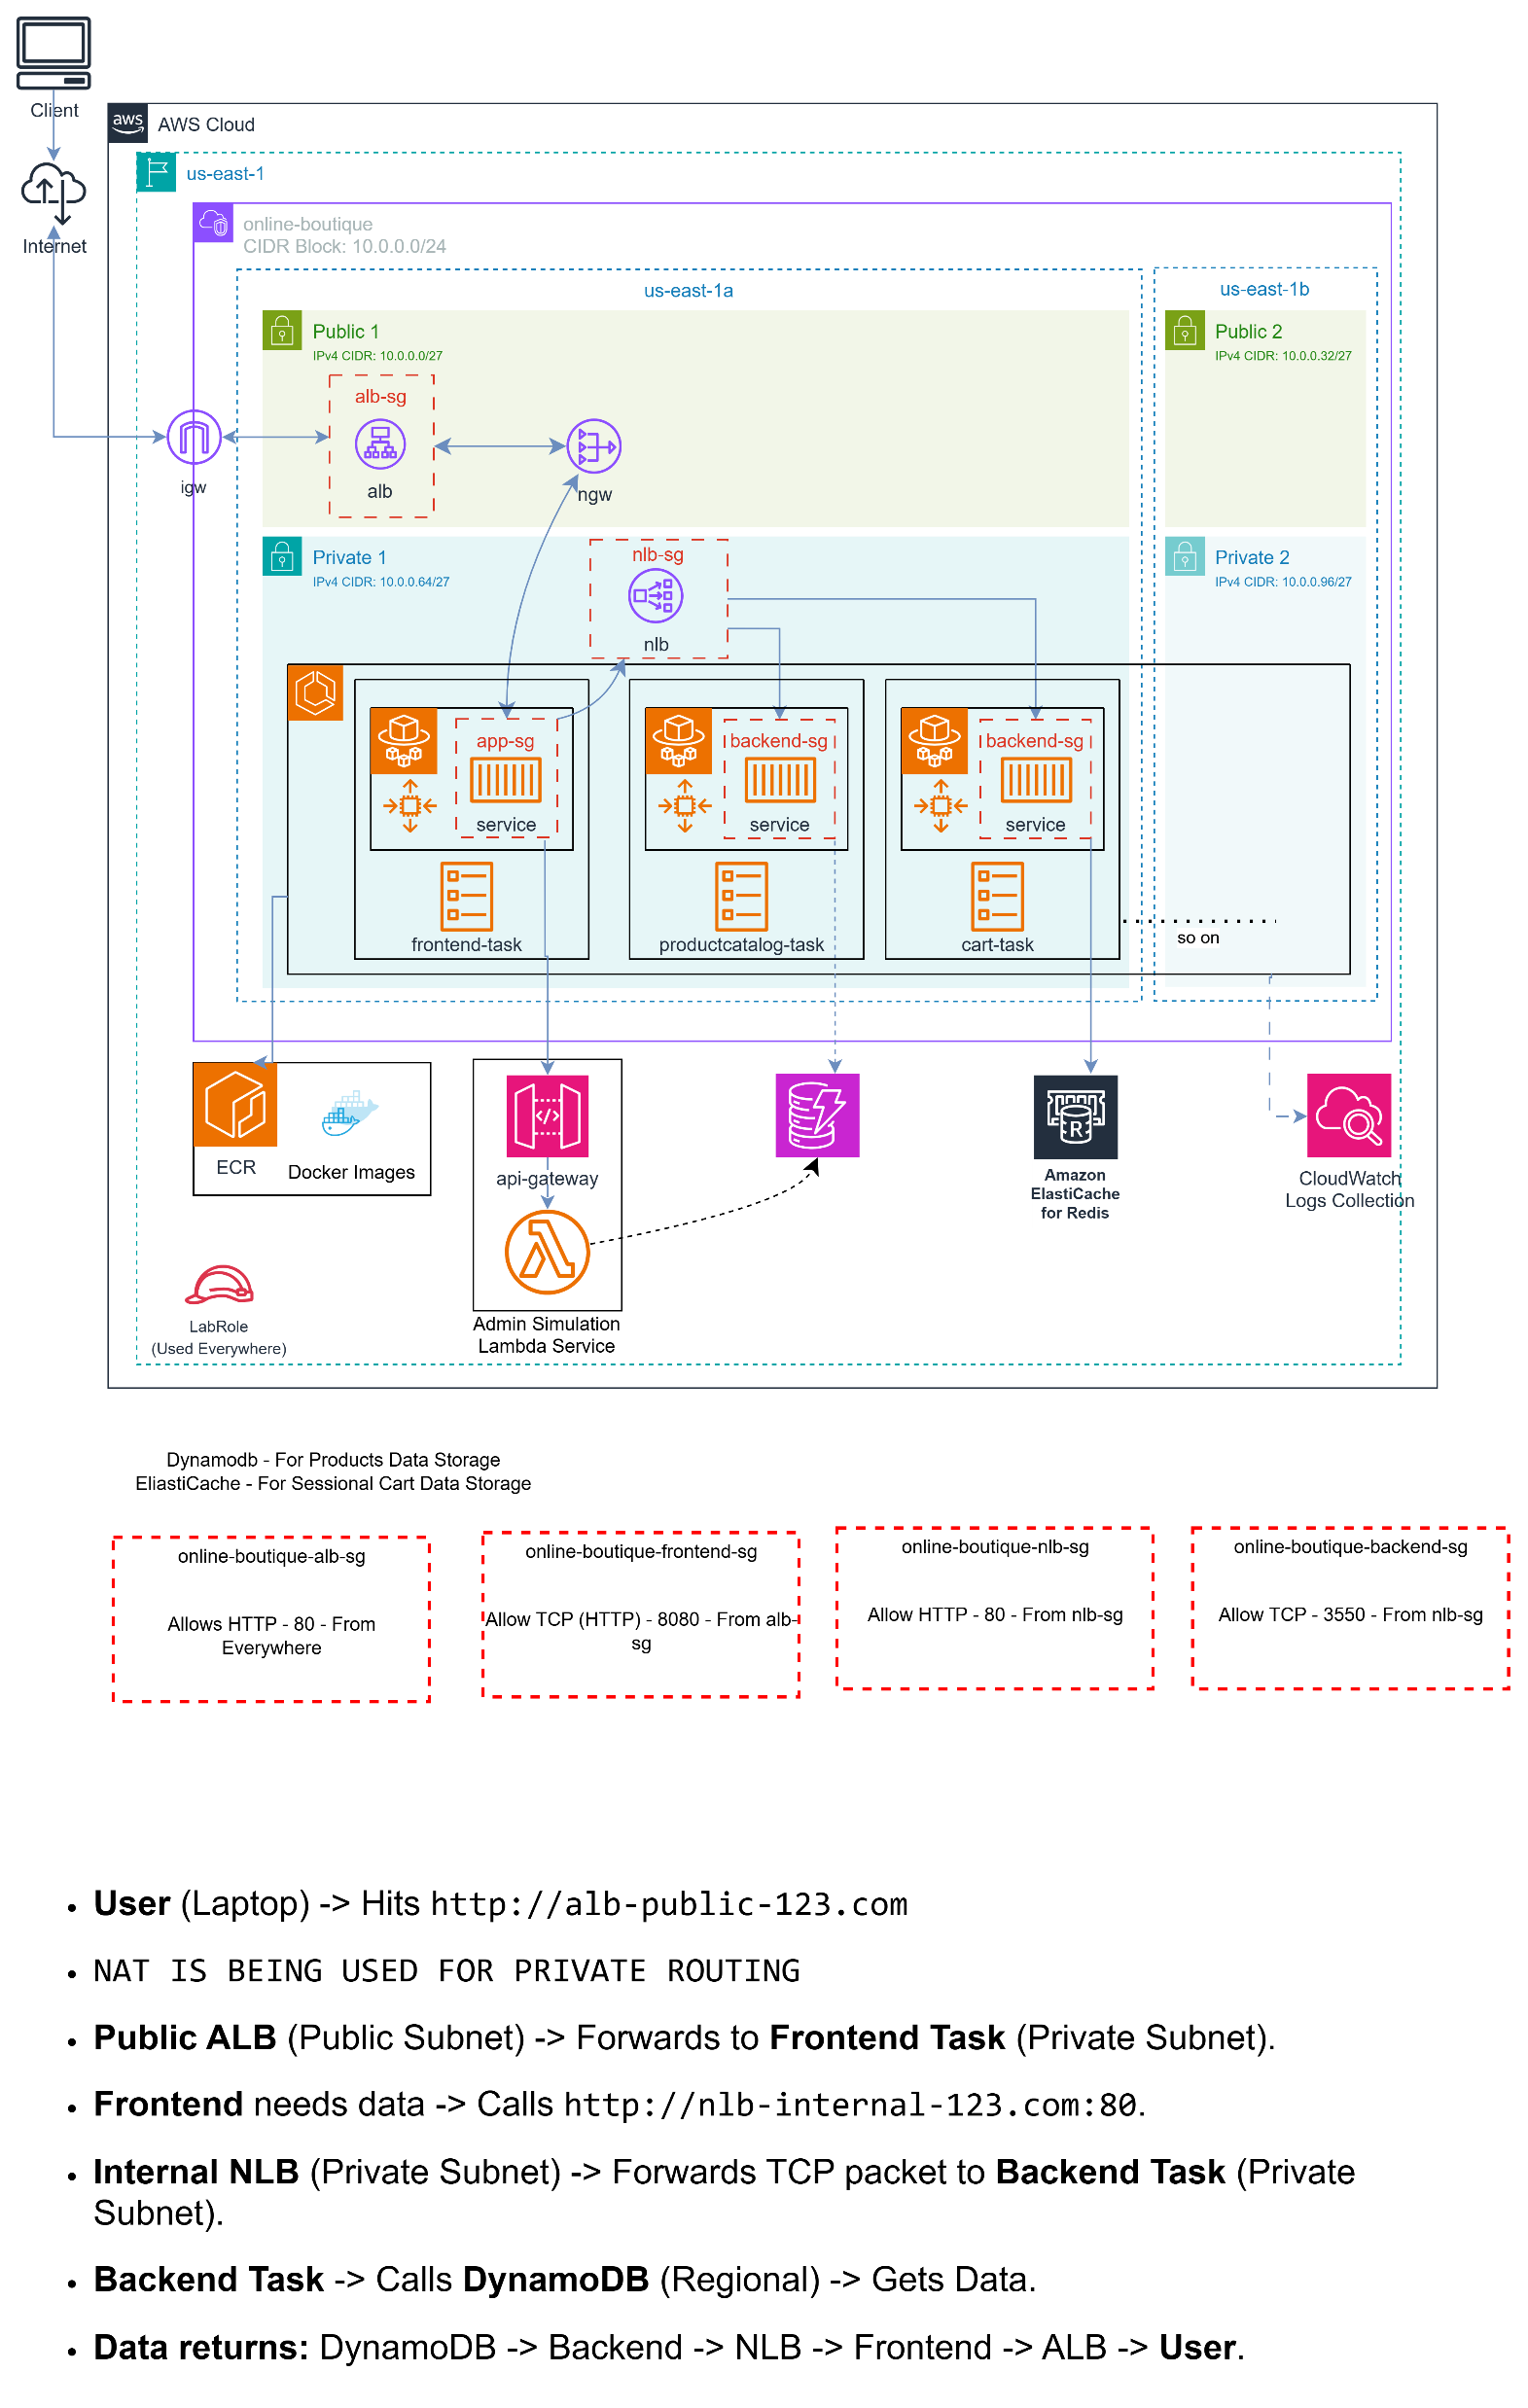 Client
aws
AWS Cloud
us-east-1
Internet
online-boutique
CIDR Block: 10.0.0.0/24
us-east-1a
us-east-1b
Public 1
IPv4 CIDR: 10.0.0.0/27
Public 2
IPv4 CIDR: 10.0.0.32/27
alb-sg
alb
igw
ngw
Private 1
IPv4 CIDR: 10.0.0.64/27
nlb-sg
nlb
Private 2
IPv4 CIDR: 10.0.0.96/27
app-sg
service
frontend-task
backend-sg
service
productcatalog-task
backend-sg
service
cart-task
so on
ECR
Docker Images
api-gateway
R
Amazon
ElastiCache
for Redis
CloudWatch
Logs Collection
LabRole
(Used Everywhere)
Admin Simulation
Lambda Service
Dynamodb - For Products Data Storage
EliastiCache - For Sessional Cart Data Storage
online-boutique-alb-sg
Allows HTTP - 80 - From
Everywhere
online-boutique-frontend-sg
Allow TCP (HTTP) - 8080 - From alb-
sg
online-boutique-nlb-sg
Allow HTTP - 80 - From nlb-sg
online-boutique-backend-sg
Allow TCP - 3550 - From nlb-sg
• User (Laptop) -> Hits http://alb-public-123.com
• NAT IS BEING USED FOR PRIVATE ROUTING
• Public ALB (Public Subnet) -> Forwards to Frontend Task (Private Subnet).
• Frontend needs data -> Calls http://nlb-internal-123.com:80.
• Internal NLB (Private Subnet) -> Forwards TCP packet to Backend Task (Private
Subnet).
• Backend Task -> Calls DynamoDB (Regional) -> Gets Data.
• Data returns: DynamoDB -> Backend -> NLB -> Frontend -> ALB -> User.